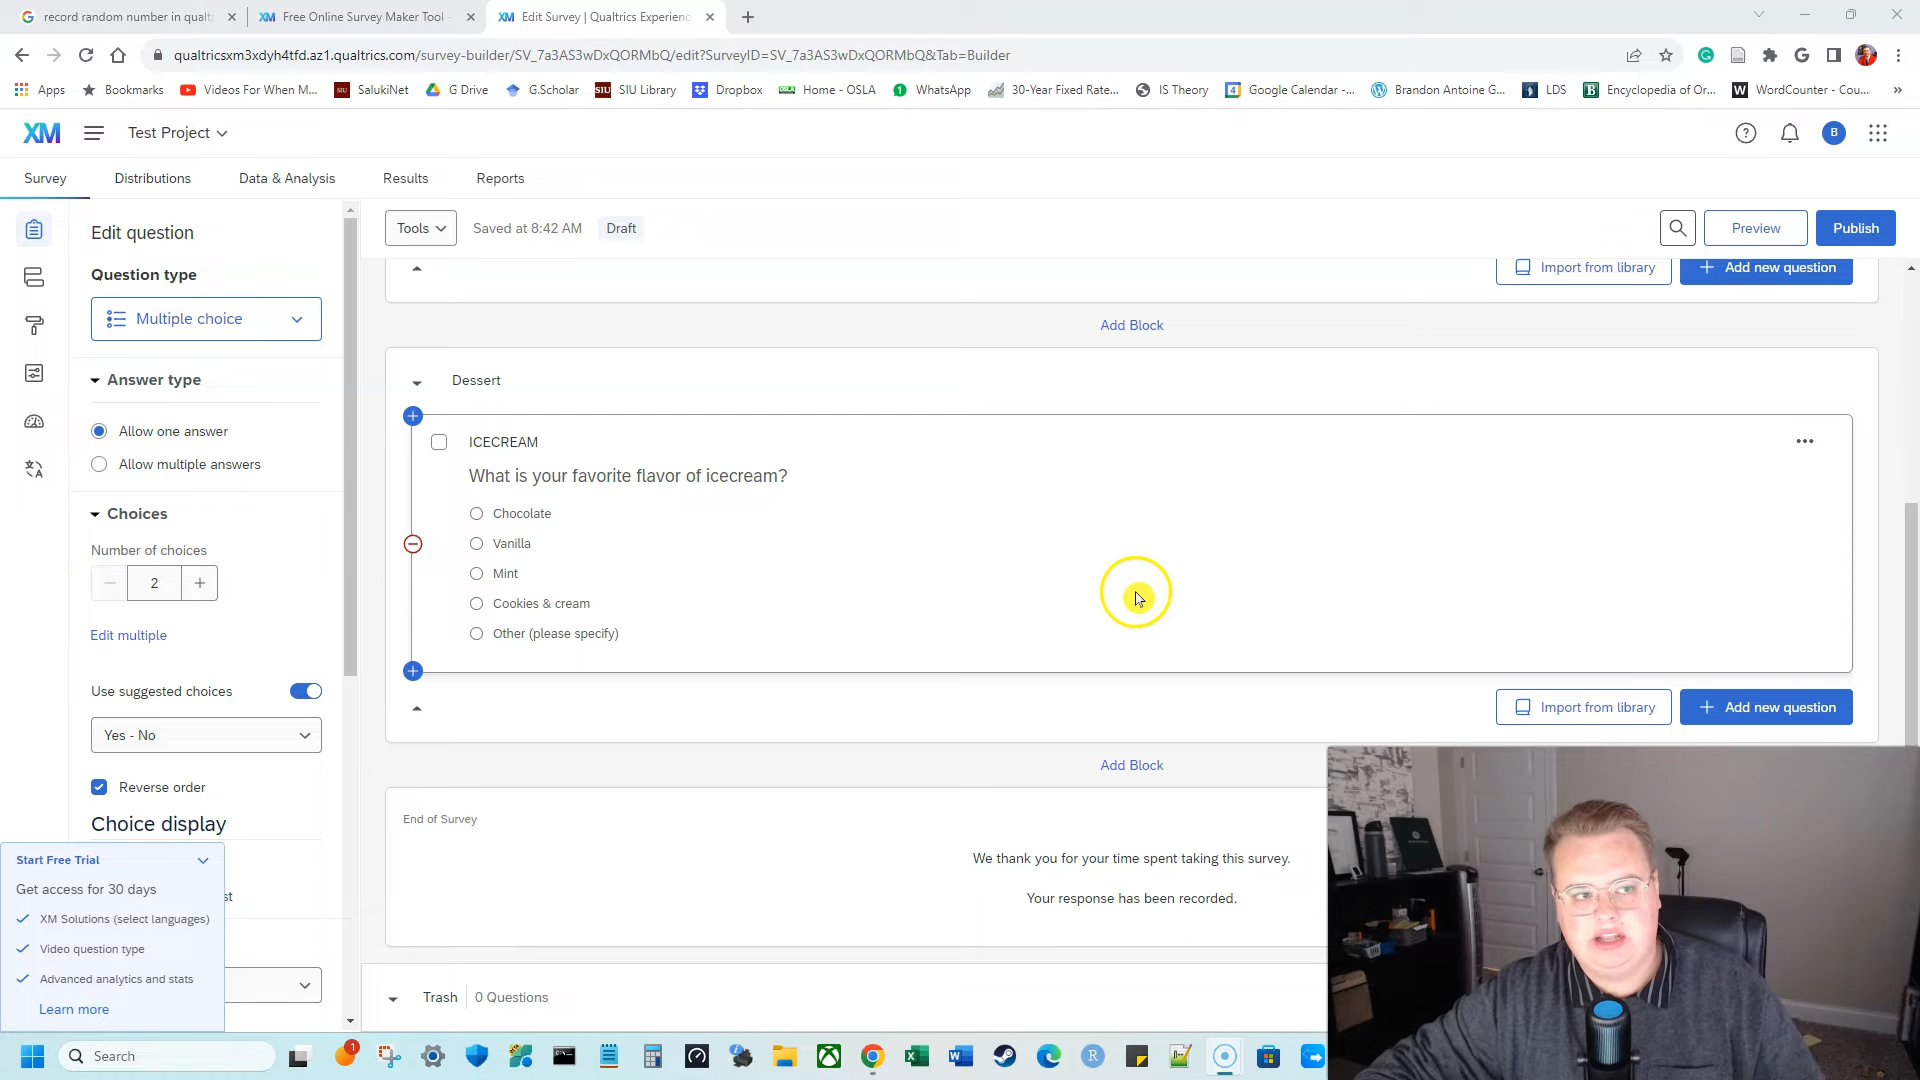 record random number in qualt
Free Online Survey Maker Tool -
Edit Survey | Qualtrics Experienc
qualtricsxm3xdyh4tfd.az1.qualtrics.com/survey-builder/SV_7a3AS3wDxQORMbQ/edit?SurveyID=SV_7a3AS3wDxQORMbQ&Tab=Builder
Apps
Bookmarks
Videos For When M...
SIU SalukiNet
G Drive
G.Scholar
SIU SIU Library
Dropbox
Home - OSLA
WhatsApp
30-Year Fixed Rate...
IS Theory
Google Calendar -...
Brandon Antoine G...
LDS
Encyclopedia of Or...
WordCounter - Cou...
XM
Test Project
B
Survey
Distributions
Data & Analysis
Results
Reports
Edit question
Tools
Saved at 8:42 AM
Draft
Preview
Publish
Question type
Multiple choice
Import from library
Add new question
Add Block
Answer type
Allow one answer
Allow multiple answers
Choices
Number of choices
2
Edit multiple
Use suggested choices
Yes - No
Reverse order
Choice display
Dessert
ICECREAM
What is your favorite flavor of icecream?
Chocolate
Vanilla
Mint
Cookies & cream
Other (please specify)
Import from library
Add new question
Add Block
End of Survey
We thank you for your time spent taking this survey.
Your response has been recorded.
Trash
0 Questions
Start Free Trial
Get access for 30 days
XM Solutions (select languages)
Video question type
Advanced analytics and stats
Learn more
st
Search
1